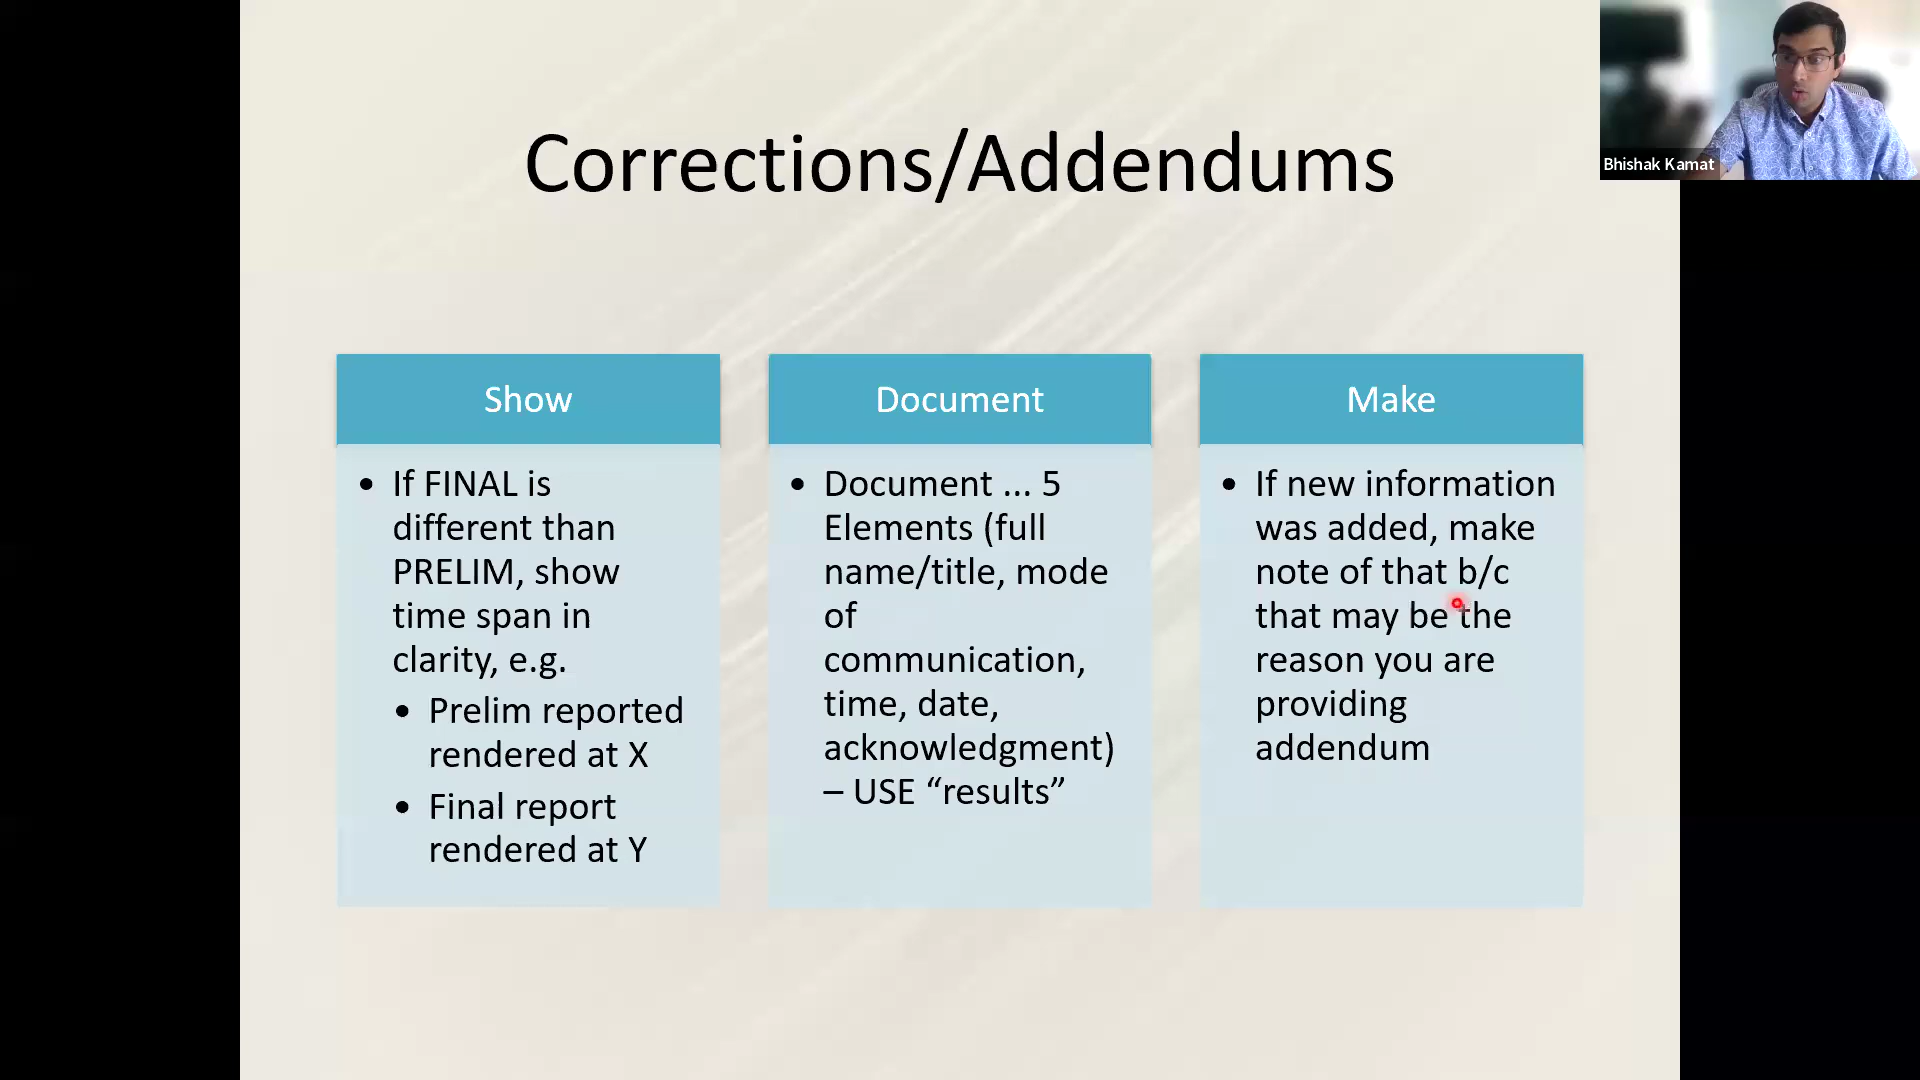 Corrections/Addendums
Show
• If FINAL is
different than
PRELIM, show
time span in
clarity, e.g.
• Prelim reported
rendered at X
• Final report
rendered at Y
Document
• Document ... 5
Elements (full
name/title, mode
of
communication,
time, date,
acknowledgment)
– USE “results”
Make
• If new information
was added, make
note of that b/c
that may be the
reason you are
providing
addendum
Bhishak Kamat